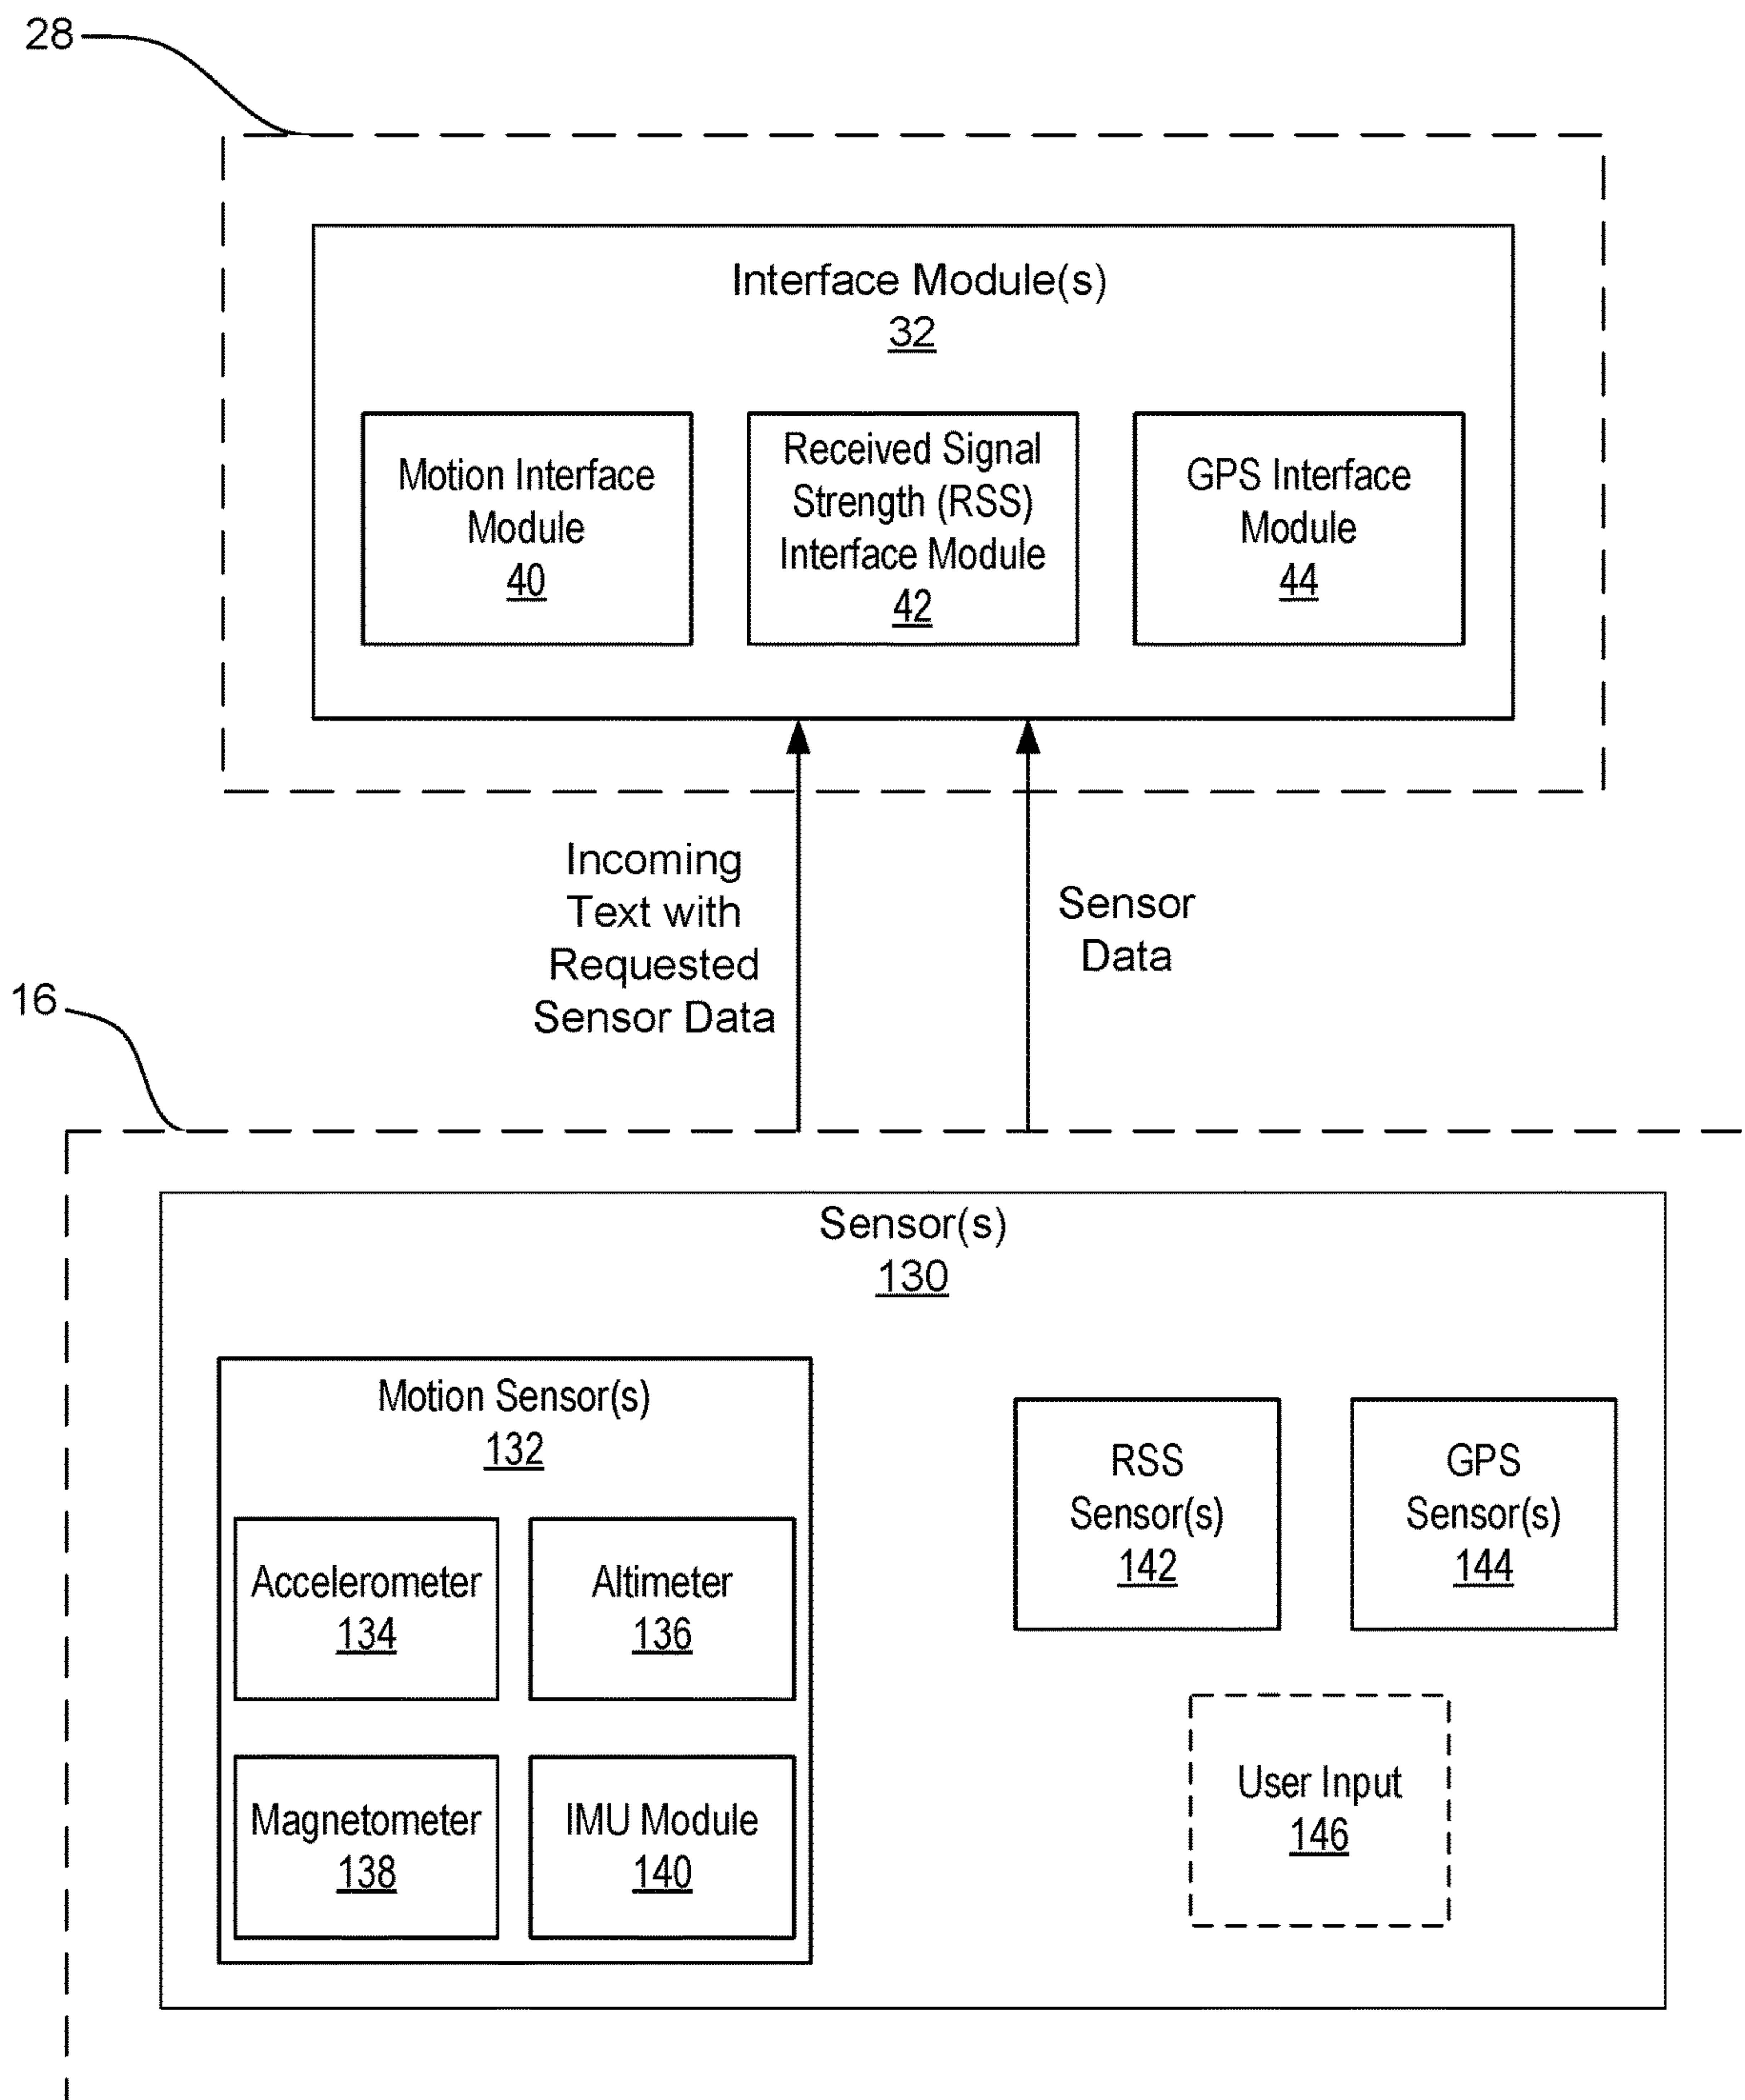 28
Interface Module(s)
32
Motion Interface
Module
40
Received Signal
Strength (RSS)
Interface Module
42
GPS Interface
Module
44
Incoming
Text with
Requested
Sensor Data
Sensor
Data
16
Sensor(s)
130
Motion Sensor(s)
132
Accelerometer
134
Altimeter
136
Magnetometer
138
IMU Module
140
RSS
Sensor(s)
142
GPS
Sensor(s)
144
User Input
146